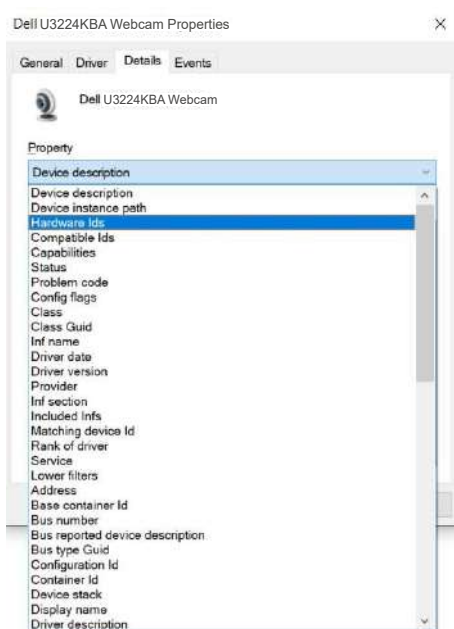 Dell U3224KBA Webcam Properties
General Driver Details Events
Dell U3224KBA Webcam
Property
Device description
Device description
Device instance path
Hardware Ids
Compatible Ids
Capabilities
Status
Problem code
Config flags
Class
Class Guid
Inf name
Driver date
Driver version
Provider
Inf section
Included Infs
Matching device Id
Rank of driver
Service
Lower filters
Address
Base container Id
Bus number
Bus reported device description
Bus type Guid
Configuration Id
Container Id
Device stack
Display name
Driver description